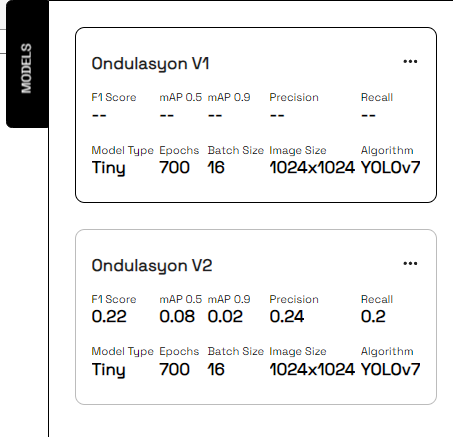 MODELS
Ondulasyon V1
...
F1 Score mAP 0.5 mAP 0.9 Precision Recall
-- -- -- -- --
Model Type Epochs Batch Size Image Size Algorithm
Tiny 700 16 1024x1024 YOLOv7
Ondulasyon V2
...
F1 Score mAP 0.5 mAP 0.9 Precision Recall
0.22 0.08 0.02 0.24 0.2
Model Type Epochs Batch Size Image Size Algorithm
Tiny 700 16 1024x1024 YOLOv7